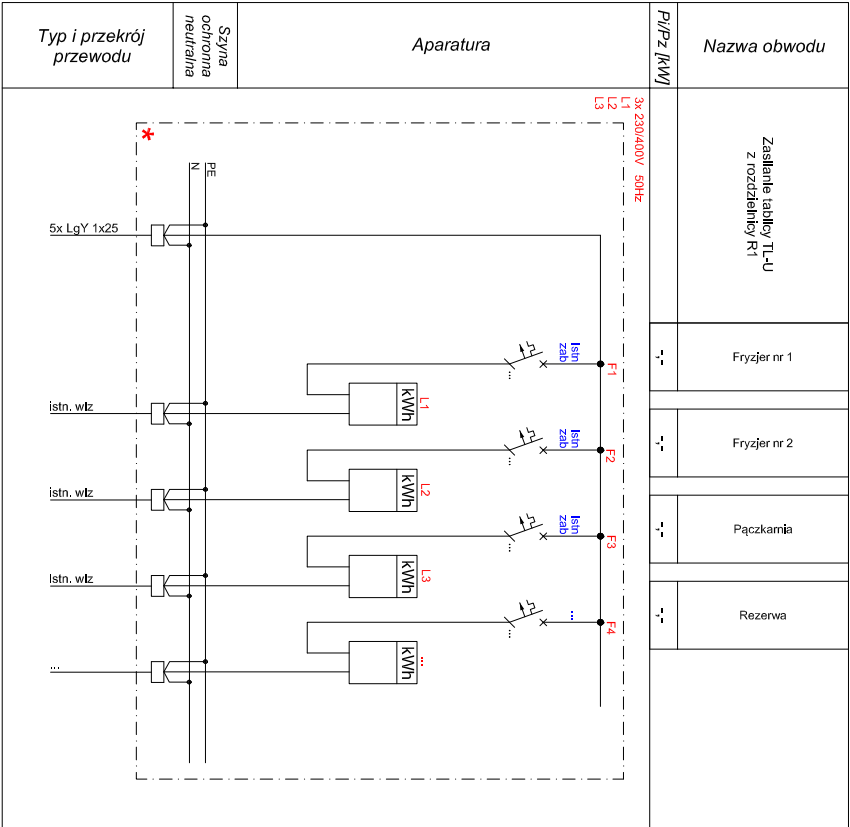 Typ i przekrój
przewodu
Szyna
ochronna
neutralna
Aparatura
Pi/Pz [kW]
Nazwa obwodu
3x 230/400V 50Hz
L1
L2
L3
Zasilanie tablicy TL-U
z rozdzielnicy R1
*
PE
N
5x LgY 1x25
Istn
zab
...
F1
-,-
Fryzjer nr 1
istn. wlz
kWh
L1
Istn
zab
...
F2
-,-
Fryzjer nr 2
istn. wlz
kWh
L2
Istn
zab
...
F3
-,-
Pączkarnia
istn. wlz
kWh
L3
...
...
F4
-,-
Rezerwa
...
kWh
...